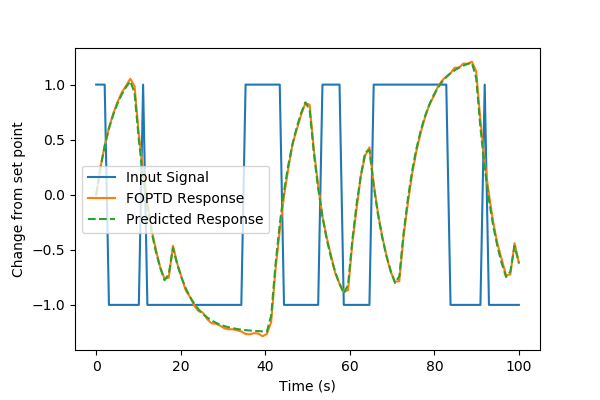 1.0
0.5
0.0
−0.5
−1.0
Change from set point
Input Signal
FOPTD Response
Predicted Response
0 20 40 60 80 100
Time (s)